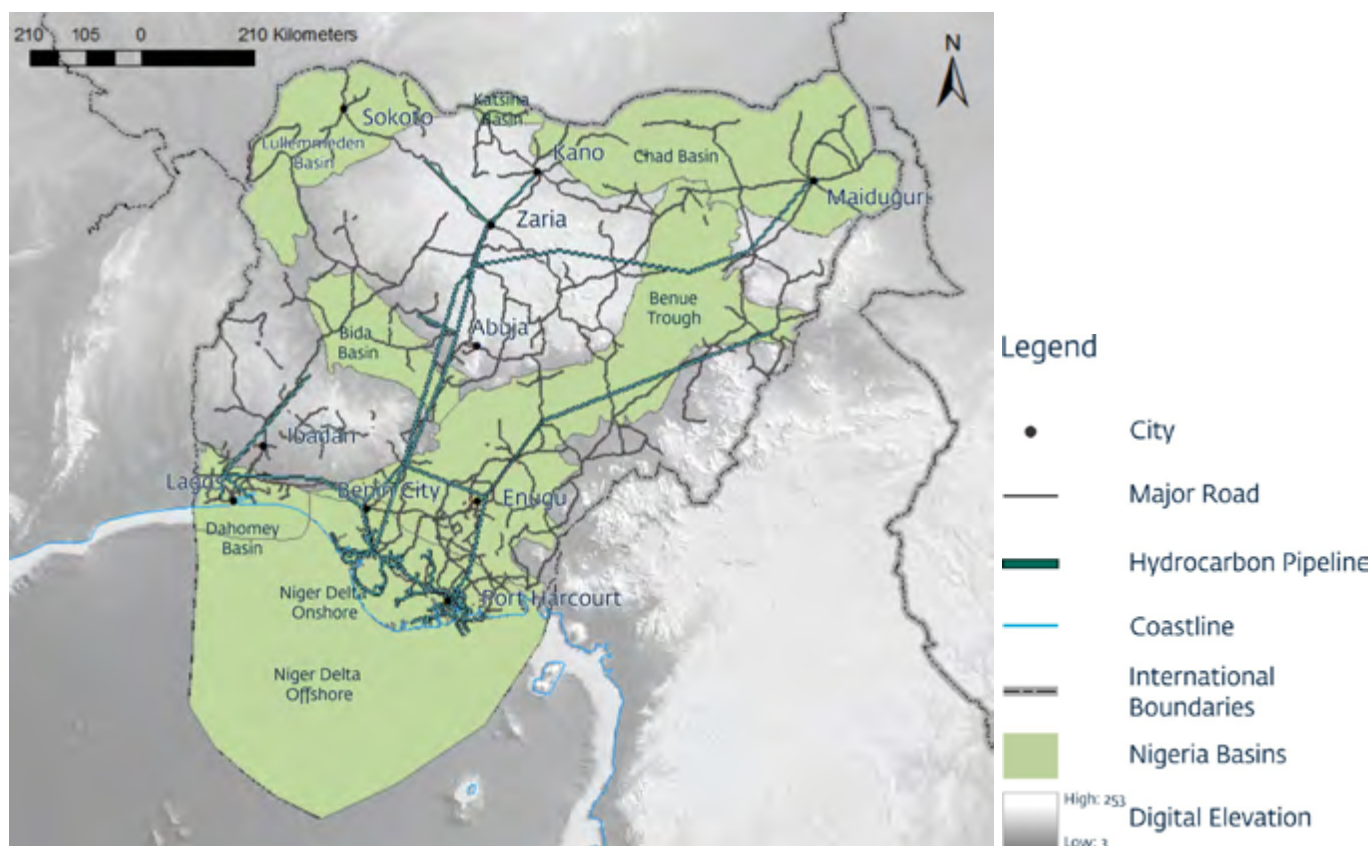 210 105 0 210 Kilometers
N
Sokoto
Katsina
Basin
Lullemmeden
Basin
Kano
Chad Basin
Maiduguri
Zaria
Benue
Trough
Abuja
Bida
Basin
Ibadan
Lagos
Benin City
Enugu
Dahomey
Basin
Niger Delta
Onshore
Port Harcourt
Niger Delta
Offshore
Legend
City
Major Road
Hydrocarbon Pipeline
Coastline
International
Boundaries
Nigeria Basins
High: 253
Digital Elevation
Low: 3